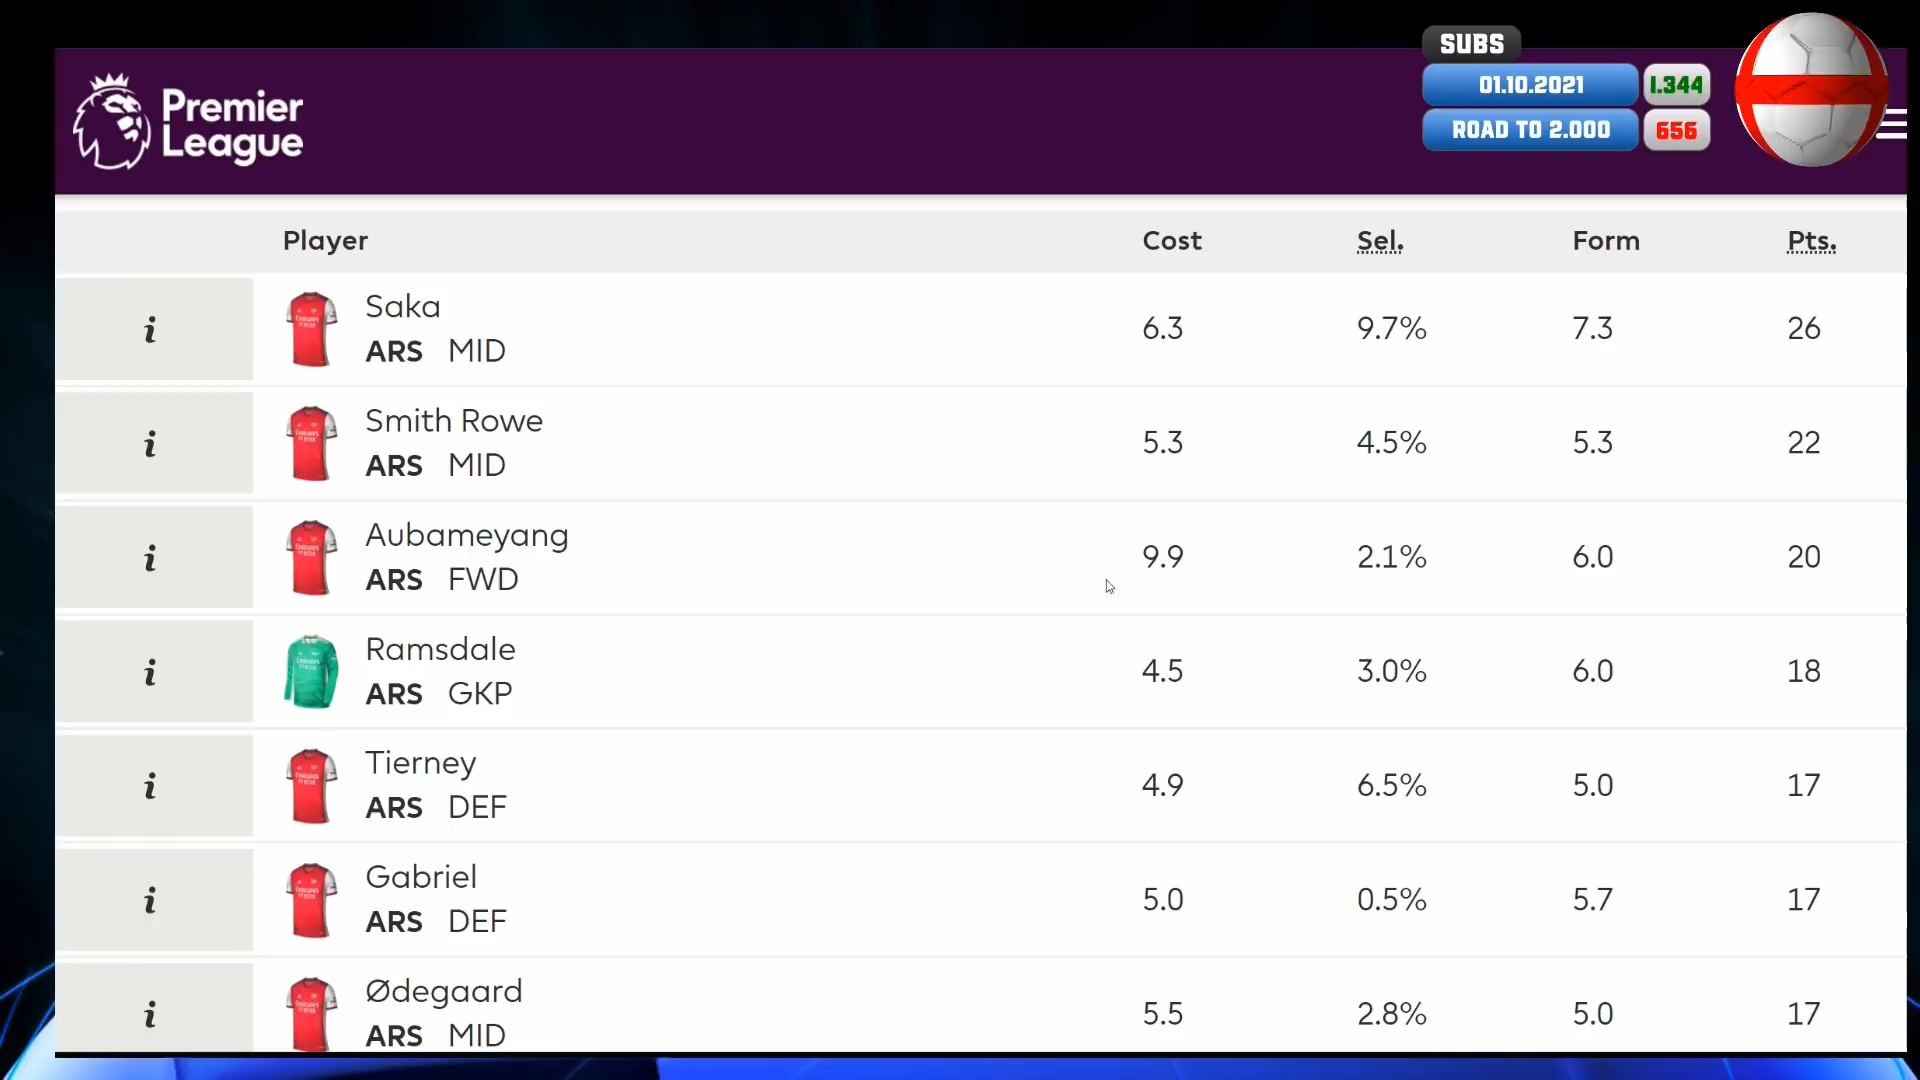 SUBS
01.10.2021 1.344
ROAD TO 2.000 656
Premier
League
Player Cost Sel. Form Pts.
i Saka ARS MID 6.3 9.7% 7.3 26
i Smith Rowe ARS MID 5.3 4.5% 5.3 22
i Aubameyang ARS FWD 9.9 2.1% 6.0 20
i Ramsdale ARS GKP 4.5 3.0% 6.0 18
i Tierney ARS DEF 4.9 6.5% 5.0 17
i Gabriel ARS DEF 5.0 0.5% 5.7 17
i Ødegaard ARS MID 5.5 2.8% 5.0 17